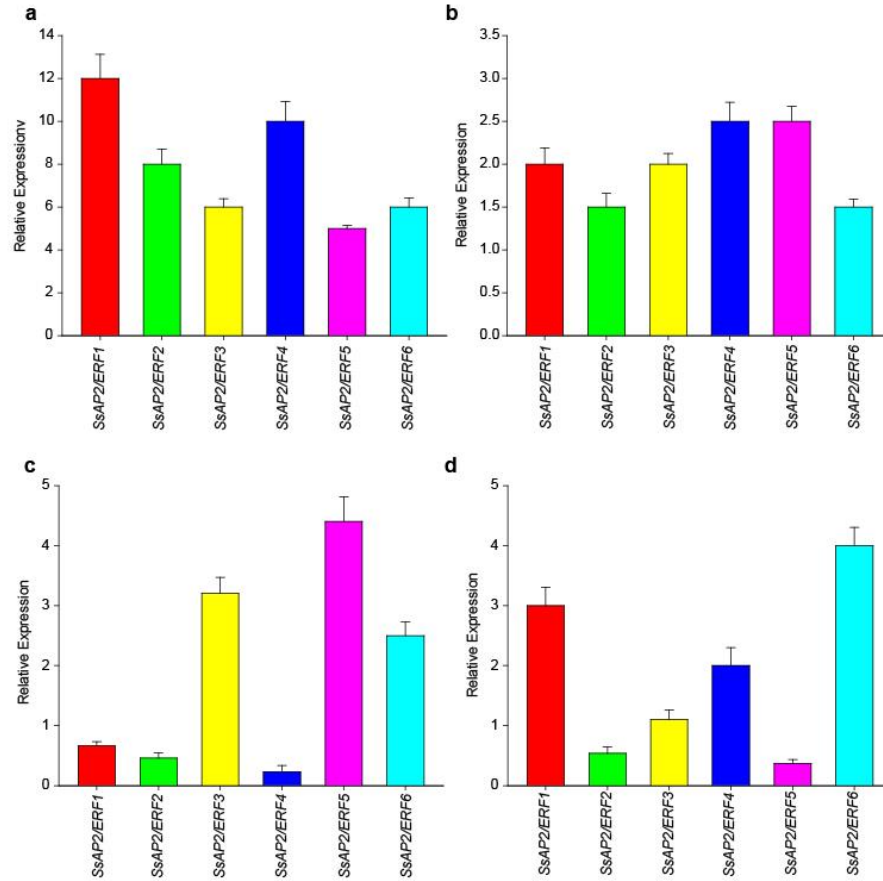 a
Relative Expressionv
14
12
10
8
6
4
2
0
SsAP2/ERF1
SsAP2/ERF2
SsAP2/ERF3
SsAP2/ERF4
SsAP2/ERF5
SsAP2/ERF6
b
Relative Expression
3.5
3.0
2.5
2.0
1.5
1.0
0.5
0.0
SsAP2/ERF1
SsAP2/ERF2
SsAP2/ERF3
SsAP2/ERF4
SsAP2/ERF5
SsAP2/ERF6
c
Relative Expression
5
4
3
2
1
0
SsAP2/ERF1
SsAP2/ERF2
SsAP2/ERF3
SsAP2/ERF4
SsAP2/ERF5
SsAP2/ERF6
d
Relative Expression
5
4
3
2
1
0
SsAP2/ERF1
SsAP2/ERF2
SsAP2/ERF3
SsAP2/ERF4
SsAP2/ERF5
SsAP2/ERF6